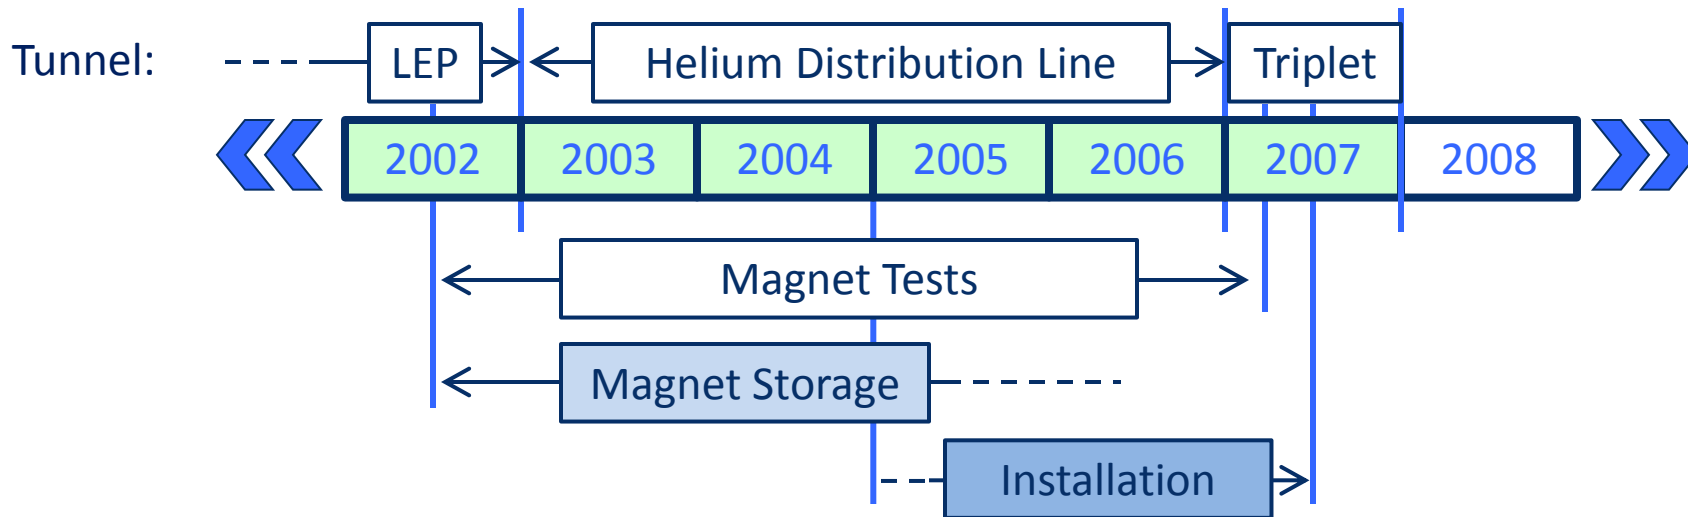 Tunnel: LEP Helium Distribution Line Triplet
2002 2003 2004 2005 2006 2007 2008
Magnet Tests
Magnet Storage
Installation